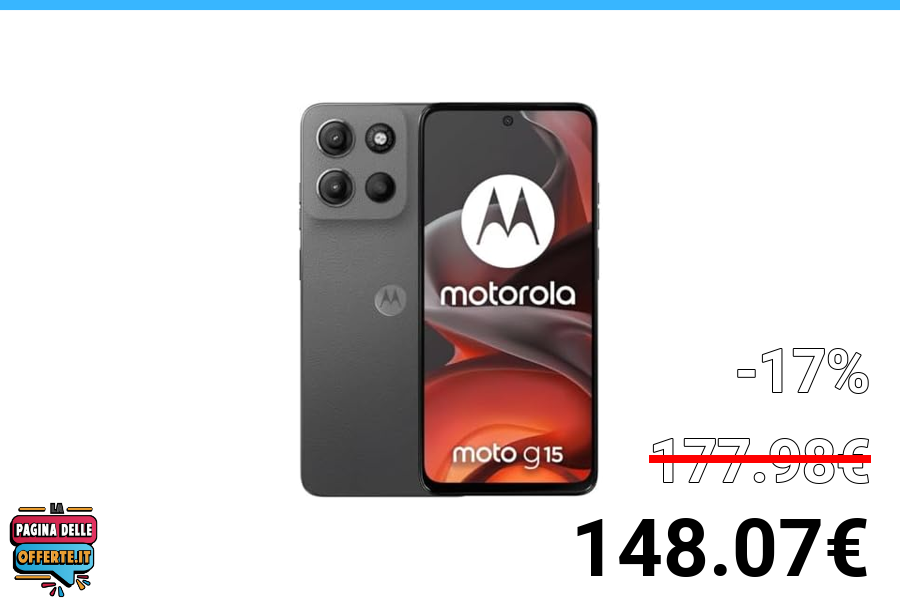 motorola
moto g15
-17%
177.98€
148.07€
LA
PAGINA DELLE
OFFERTE.IT